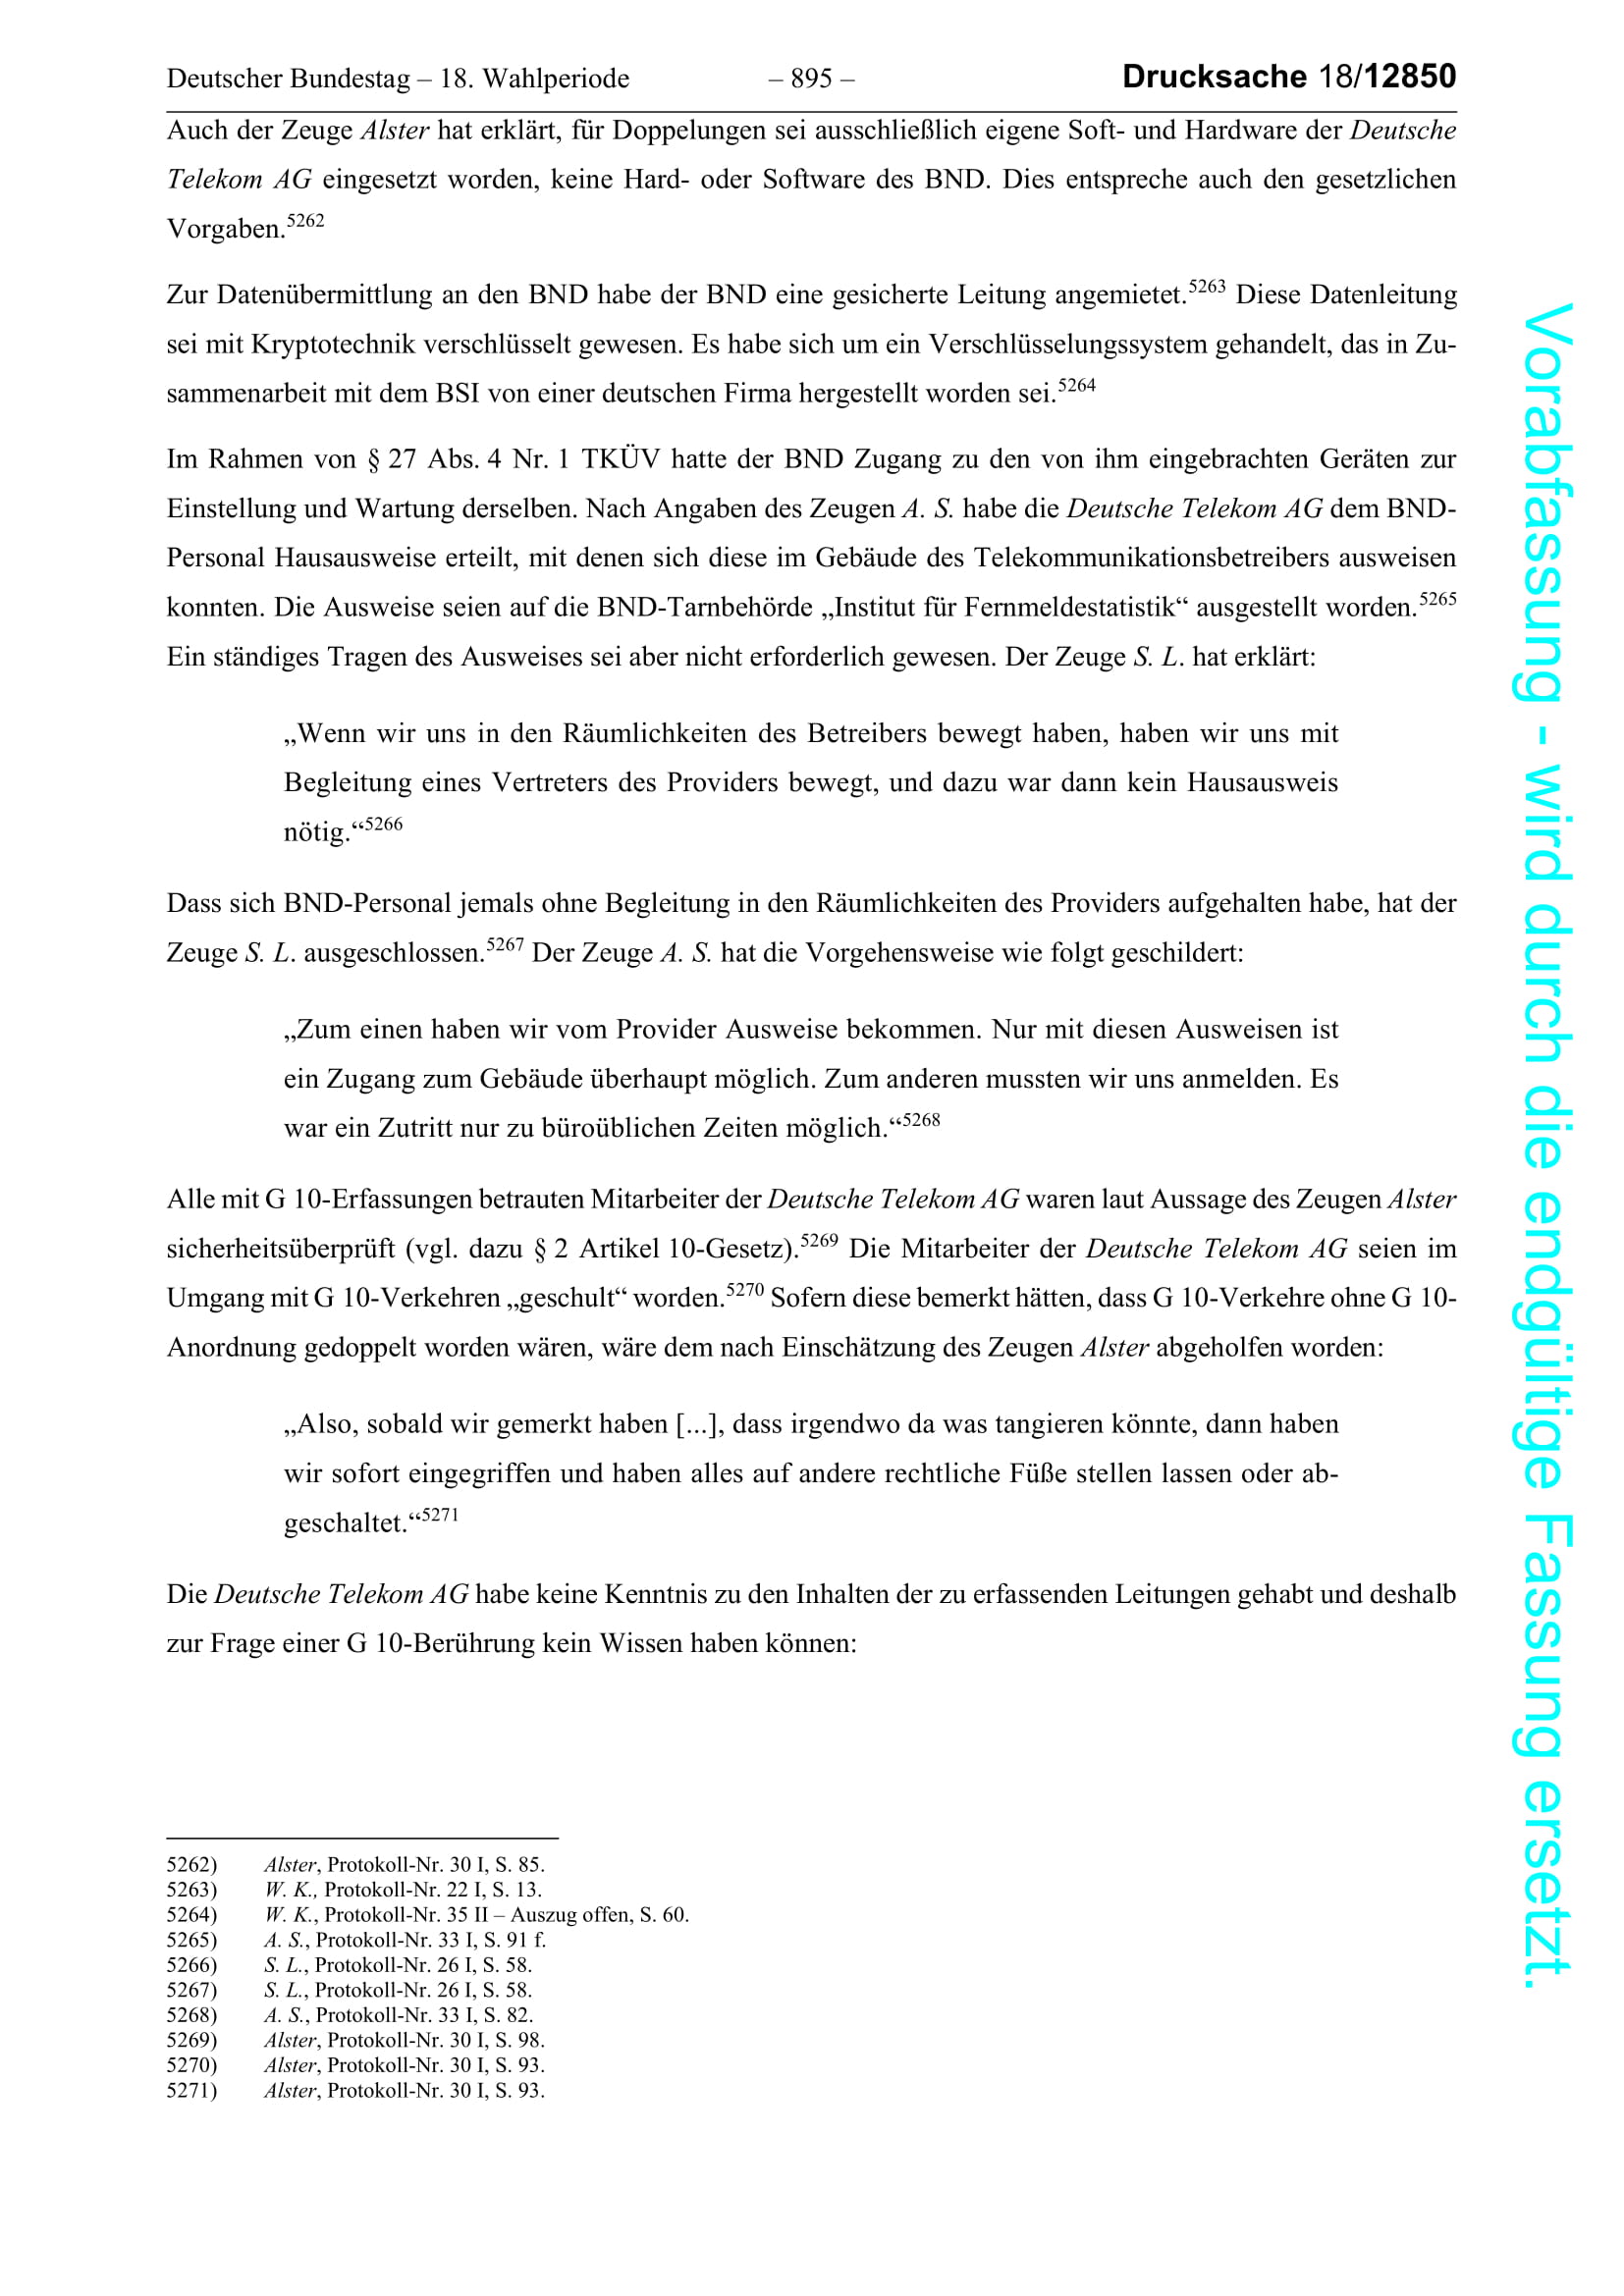 Deutscher Bundestag – 18. Wahlperiode – 895 – Drucksache 18/12850
Auch der Zeuge Alster hat erklärt, für Doppelungen sei ausschließlich eigene Soft- und Hardware der Deutsche
Telekom AG eingesetzt worden, keine Hard- oder Software des BND. Dies entspreche auch den gesetzlichen
Vorgaben.5262
Zur Datenübermittlung an den BND habe der BND eine gesicherte Leitung angemietet.5263 Diese Datenleitung
sei mit Kryptotechnik verschlüsselt gewesen. Es habe sich um ein Verschlüsselungssystem gehandelt, das in Zu-
sammenarbeit mit dem BSI von einer deutschen Firma hergestellt worden sei.5264
Im Rahmen von § 27 Abs. 4 Nr. 1 TKÜV hatte der BND Zugang zu den von ihm eingebrachten Geräten zur
Einstellung und Wartung derselben. Nach Angaben des Zeugen A. S. habe die Deutsche Telekom AG dem BND-
Personal Hausausweise erteilt, mit denen sich diese im Gebäude des Telekommunikationsbetreibers ausweisen
konnten. Die Ausweise seien auf die BND-Tarnbehörde „Institut für Fernmeldestatistik“ ausgestellt worden.5265
Ein ständiges Tragen des Ausweises sei aber nicht erforderlich gewesen. Der Zeuge S. L. hat erklärt:
„Wenn wir uns in den Räumlichkeiten des Betreibers bewegt haben, haben wir uns mit
Begleitung eines Vertreters des Providers bewegt, und dazu war dann kein Hausausweis
nötig.“5266
Dass sich BND-Personal jemals ohne Begleitung in den Räumlichkeiten des Providers aufgehalten habe, hat der
Zeuge S. L. ausgeschlossen.5267 Der Zeuge A. S. hat die Vorgehensweise wie folgt geschildert:
„Zum einen haben wir vom Provider Ausweise bekommen. Nur mit diesen Ausweisen ist
ein Zugang zum Gebäude überhaupt möglich. Zum anderen mussten wir uns anmelden. Es
war ein Zutritt nur zu büroüblichen Zeiten möglich.“5268
Alle mit G 10-Erfassungen betrauten Mitarbeiter der Deutsche Telekom AG waren laut Aussage des Zeugen Alster
sicherheitsüberprüft (vgl. dazu § 2 Artikel 10-Gesetz).5269 Die Mitarbeiter der Deutsche Telekom AG seien im
Umgang mit G 10-Verkehren „geschult“ worden.5270 Sofern diese bemerkt hätten, dass G 10-Verkehre ohne G 10-
Anordnung gedoppelt worden wären, wäre dem nach Einschätzung des Zeugen Alster abgeholfen worden:
„Also, sobald wir gemerkt haben [...], dass irgendwo da was tangieren könnte, dann haben
wir sofort eingegriffen und haben alles auf andere rechtliche Füße stellen lassen oder ab-
geschaltet.“5271
Die Deutsche Telekom AG habe keine Kenntnis zu den Inhalten der zu erfassenden Leitungen gehabt und deshalb
zur Frage einer G 10-Berührung kein Wissen haben können:
5262) Alster, Protokoll-Nr. 30 I, S. 85.
5263) W. K., Protokoll-Nr. 22 I, S. 13.
5264) W. K., Protokoll-Nr. 35 II – Auszug offen, S. 60.
5265) A. S., Protokoll-Nr. 33 I, S. 91 f.
5266) S. L., Protokoll-Nr. 26 I, S. 58.
5267) S. L., Protokoll-Nr. 26 I, S. 58.
5268) A. S., Protokoll-Nr. 33 I, S. 82.
5269) Alster, Protokoll-Nr. 30 I, S. 98.
5270) Alster, Protokoll-Nr. 30 I, S. 93.
5271) Alster, Protokoll-Nr. 30 I, S. 93.
Vorabfassung - wird durch die endgültige Fassung ersetzt.